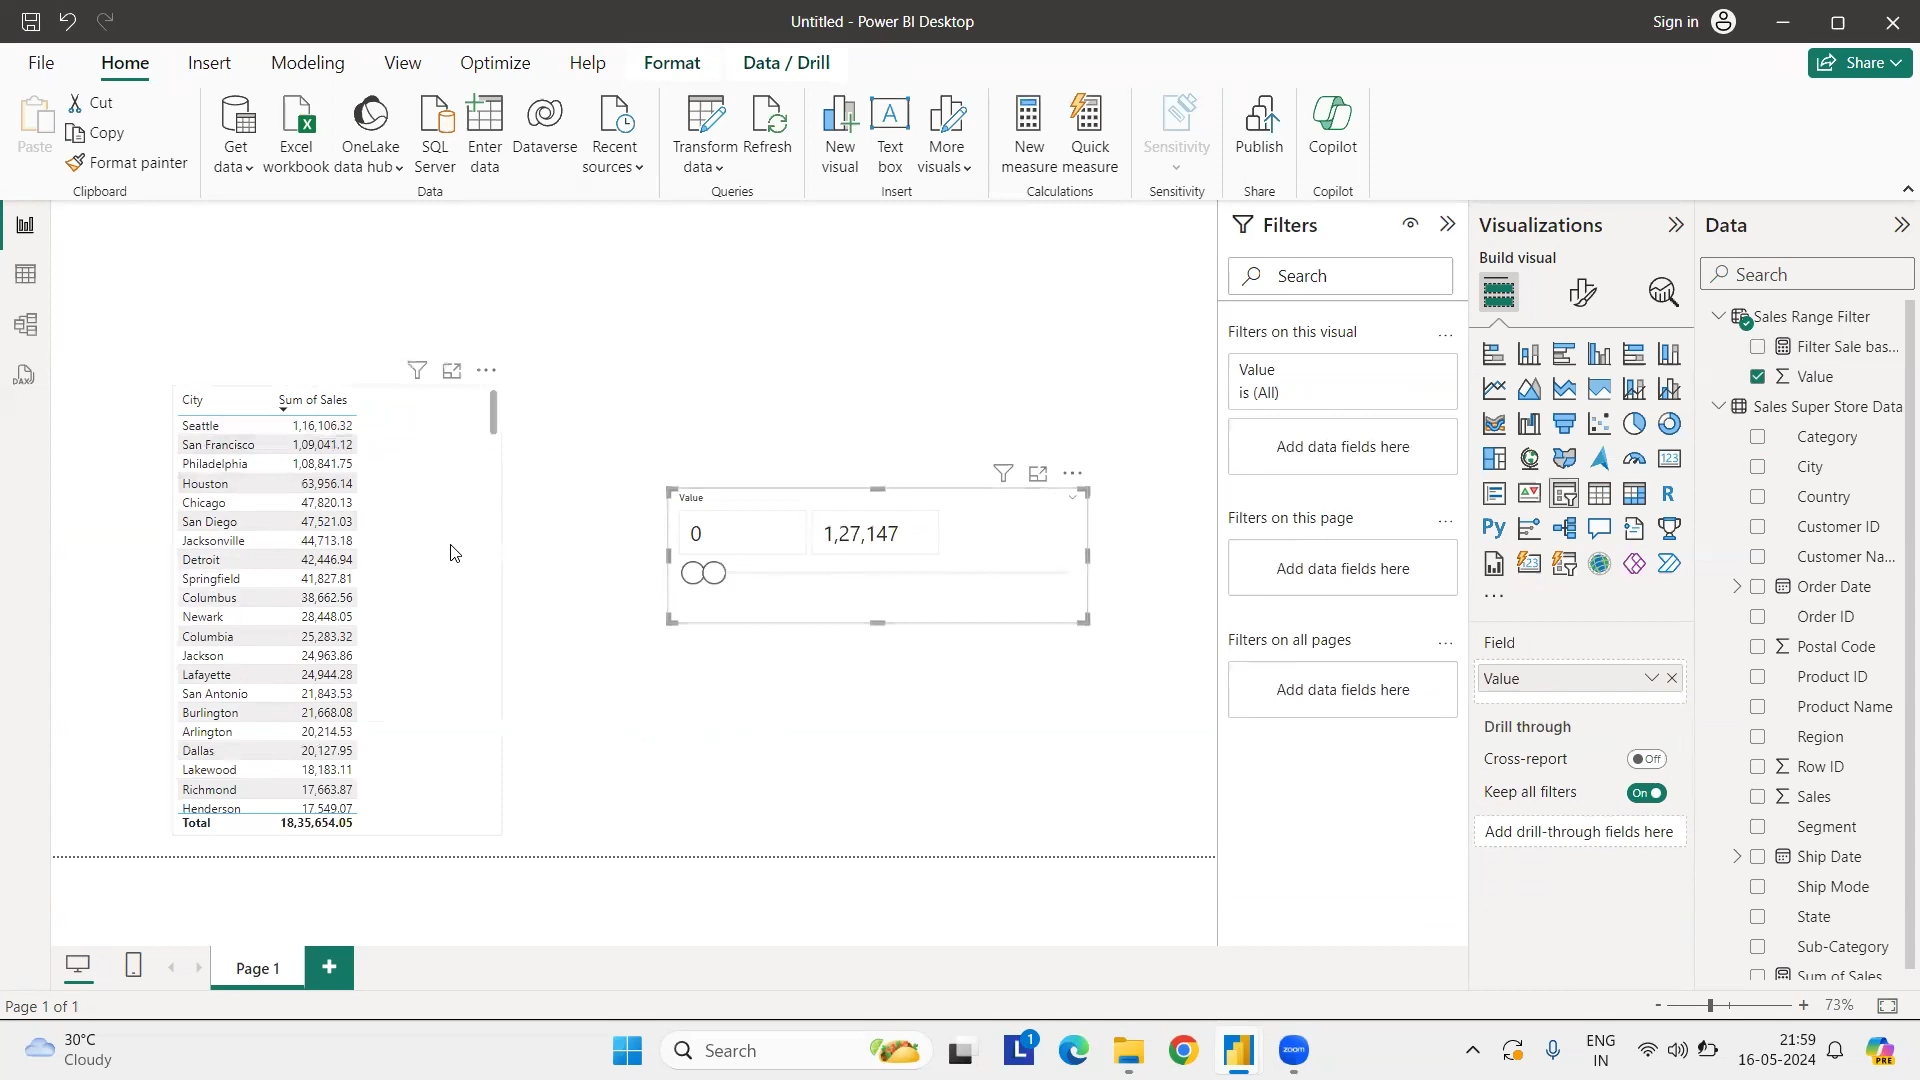 Untitled - Power BI Desktop
Sign in
File
Home
Insert
Modeling
View
Optimize
Help
Format
Data / Drill
Share
Paste
Cut
Copy
Format painter
Clipboard
Get data
Excel workbook
OneLake data hub
SQL Server
Enter data
Dataverse
Recent sources
Data
Transform data
Refresh
Queries
New visual
Text box
More visuals
Insert
New measure
Quick measure
Calculations
Sensitivity
Sensitivity
Publish
Share
Copilot
Copilot
City Sum of Sales
Seattle 1,16,106.32
San Francisco 1,09,041.12
Philadelphia 1,08,841.75
Houston 63,956.14
Chicago 47,820.13
San Diego 47,521.03
Jacksonville 44,713.18
Detroit 42,446.94
Springfield 41,827.81
Columbus 38,662.56
Newark 28,448.05
Columbia 25,283.32
Jackson 24,963.86
Lafayette 24,944.28
San Antonio 21,843.53
Burlington 21,668.08
Arlington 20,214.53
Dallas 20,127.95
Lakewood 18,183.11
Richmond 17,663.87
Henderson 17,549.07
Total 18,35,654.05
Value
0 1,27,147
Filters
Search
Filters on this visual
Value
is (All)
Add data fields here
Filters on this page
Add data fields here
Filters on all pages
Add data fields here
Visualizations
Build visual
123
R
Py
123
Field
Value
Drill through
Cross-report Off
Keep all filters On
Add drill-through fields here
Data
Search
Sales Range Filter
Filter Sale bas...
Value
Sales Super Store Data
Category
City
Country
Customer ID
Customer Na...
Order Date
Order ID
Postal Code
Product ID
Product Name
Region
Row ID
Sales
Segment
Ship Date
Ship Mode
State
Sub-Category
Sum of Sales
DAX
Page 1
Page 1 of 1
- + 73%
30°C
Cloudy
Search
L 1
zoom
ENG
IN
21:59
16-05-2024
PRE